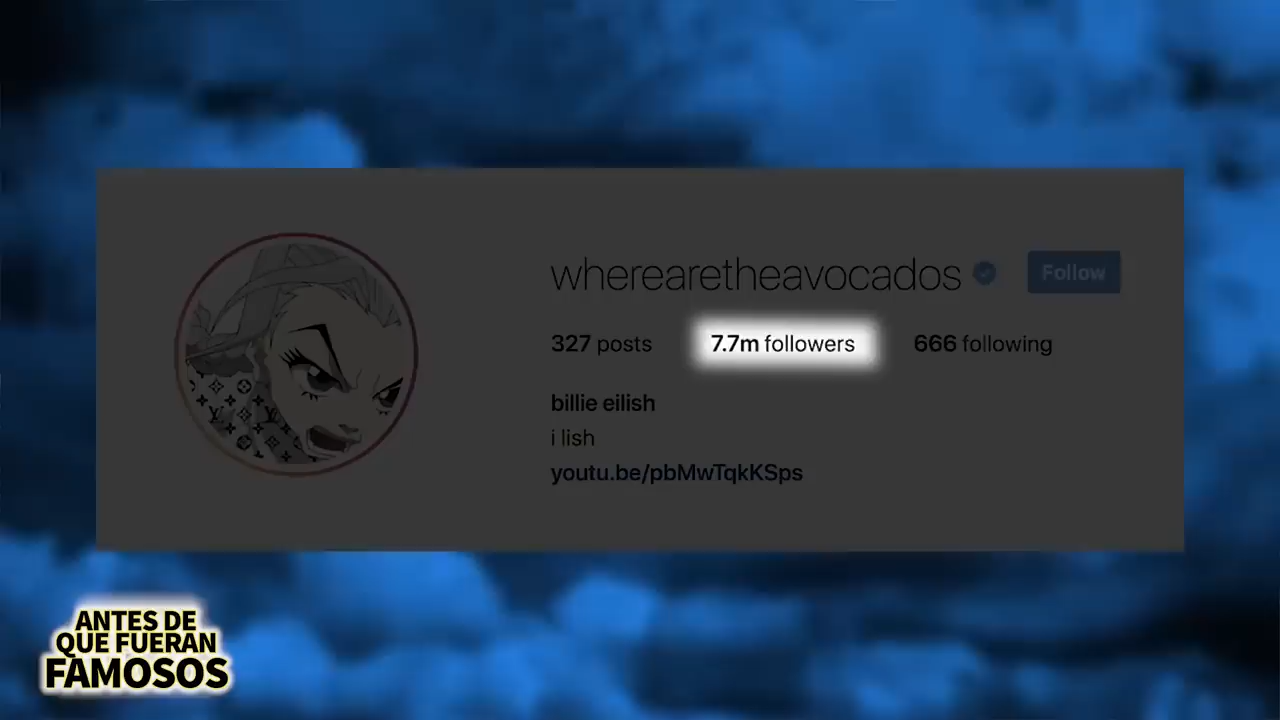 wherearetheavocados
Follow
327 posts
7.7m followers
666 following
billie eilish
i lish
youtu.be/pbMwTqkKSps
ANTES DE
QUE FUERAN
FAMOSOS